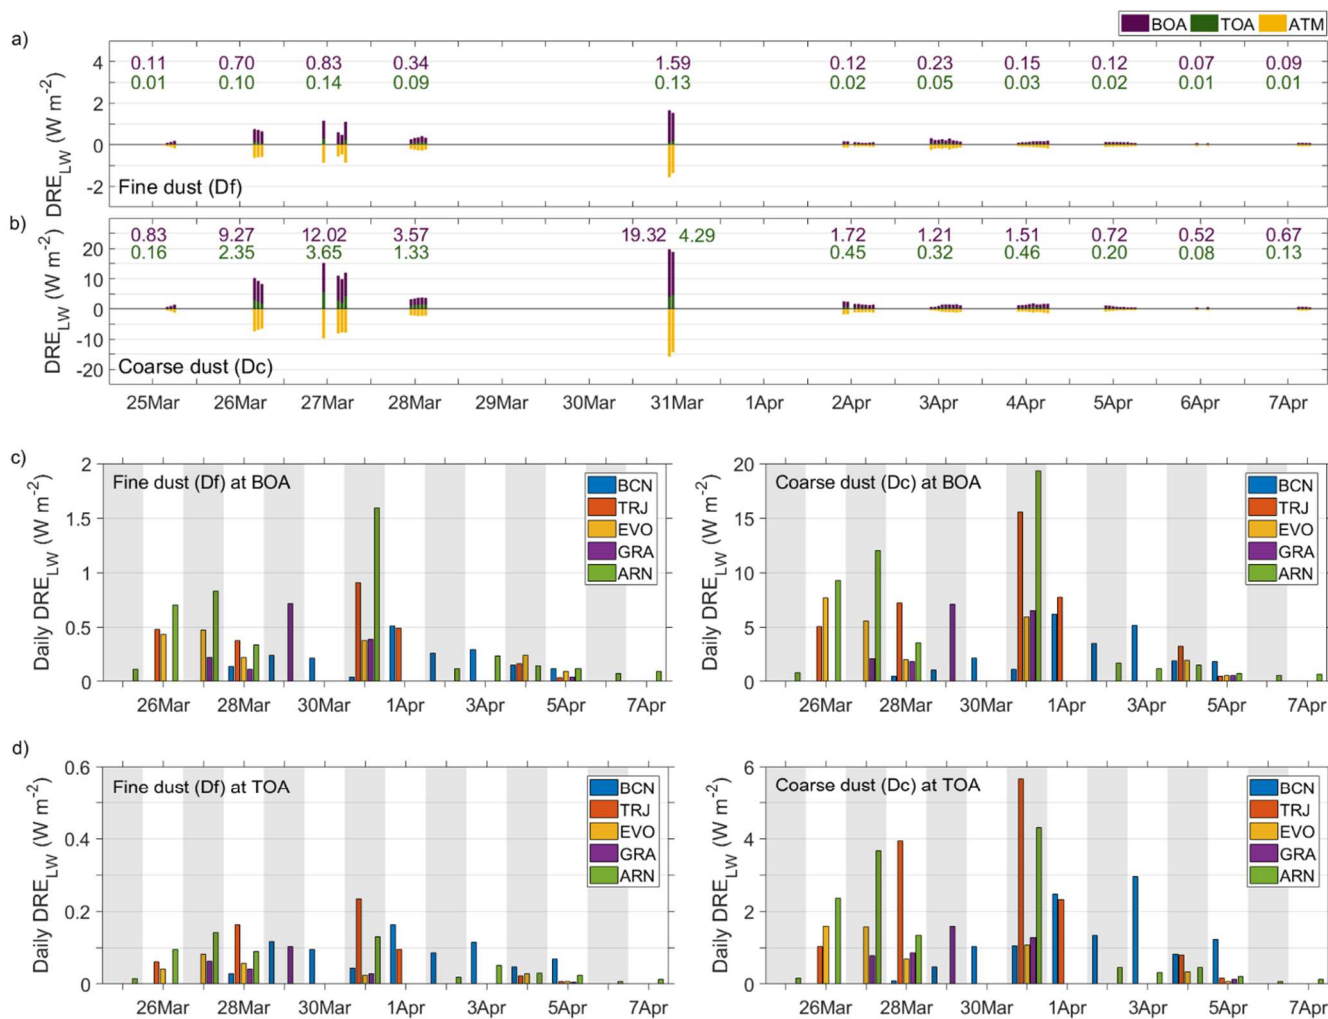 BOA TOA ATM
a)
4
2
0
-2
DRE_LW (W m⁻²)
0.11 0.70 0.83 0.34 1.59 0.12 0.23 0.15 0.12 0.07 0.09
0.01 0.10 0.14 0.09 0.13 0.02 0.05 0.03 0.02 0.01 0.01
Fine dust (Df)
b)
20
10
0
-10
-20
DRE_LW (W m⁻²)
0.83 9.27 12.02 3.57 19.32 4.29 1.72 1.21 1.51 0.72 0.52 0.67
0.16 2.35 3.65 1.33 0.45 0.32 0.46 0.20 0.08 0.13
Coarse dust (Dc)
25Mar 26Mar 27Mar 28Mar 29Mar 30Mar 31Mar 1Apr 2Apr 3Apr 4Apr 5Apr 6Apr 7Apr
c)
2
1.5
1
0.5
0
Daily DRE_LW (W m⁻²)
Fine dust (Df) at BOA
BCN
TRJ
EVO
GRA
ARN
26Mar 28Mar 30Mar 1Apr 3Apr 5Apr 7Apr
20
15
10
5
0
Daily DRE_LW (W m⁻²)
Coarse dust (Dc) at BOA
BCN
TRJ
EVO
GRA
ARN
26Mar 28Mar 30Mar 1Apr 3Apr 5Apr 7Apr
d)
0.6
0.4
0.2
0
Daily DRE_LW (W m⁻²)
Fine dust (Df) at TOA
BCN
TRJ
EVO
GRA
ARN
26Mar 28Mar 30Mar 1Apr 3Apr 5Apr 7Apr
6
4
2
0
Daily DRE_LW (W m⁻²)
Coarse dust (Dc) at TOA
BCN
TRJ
EVO
GRA
ARN
26Mar 28Mar 30Mar 1Apr 3Apr 5Apr 7Apr